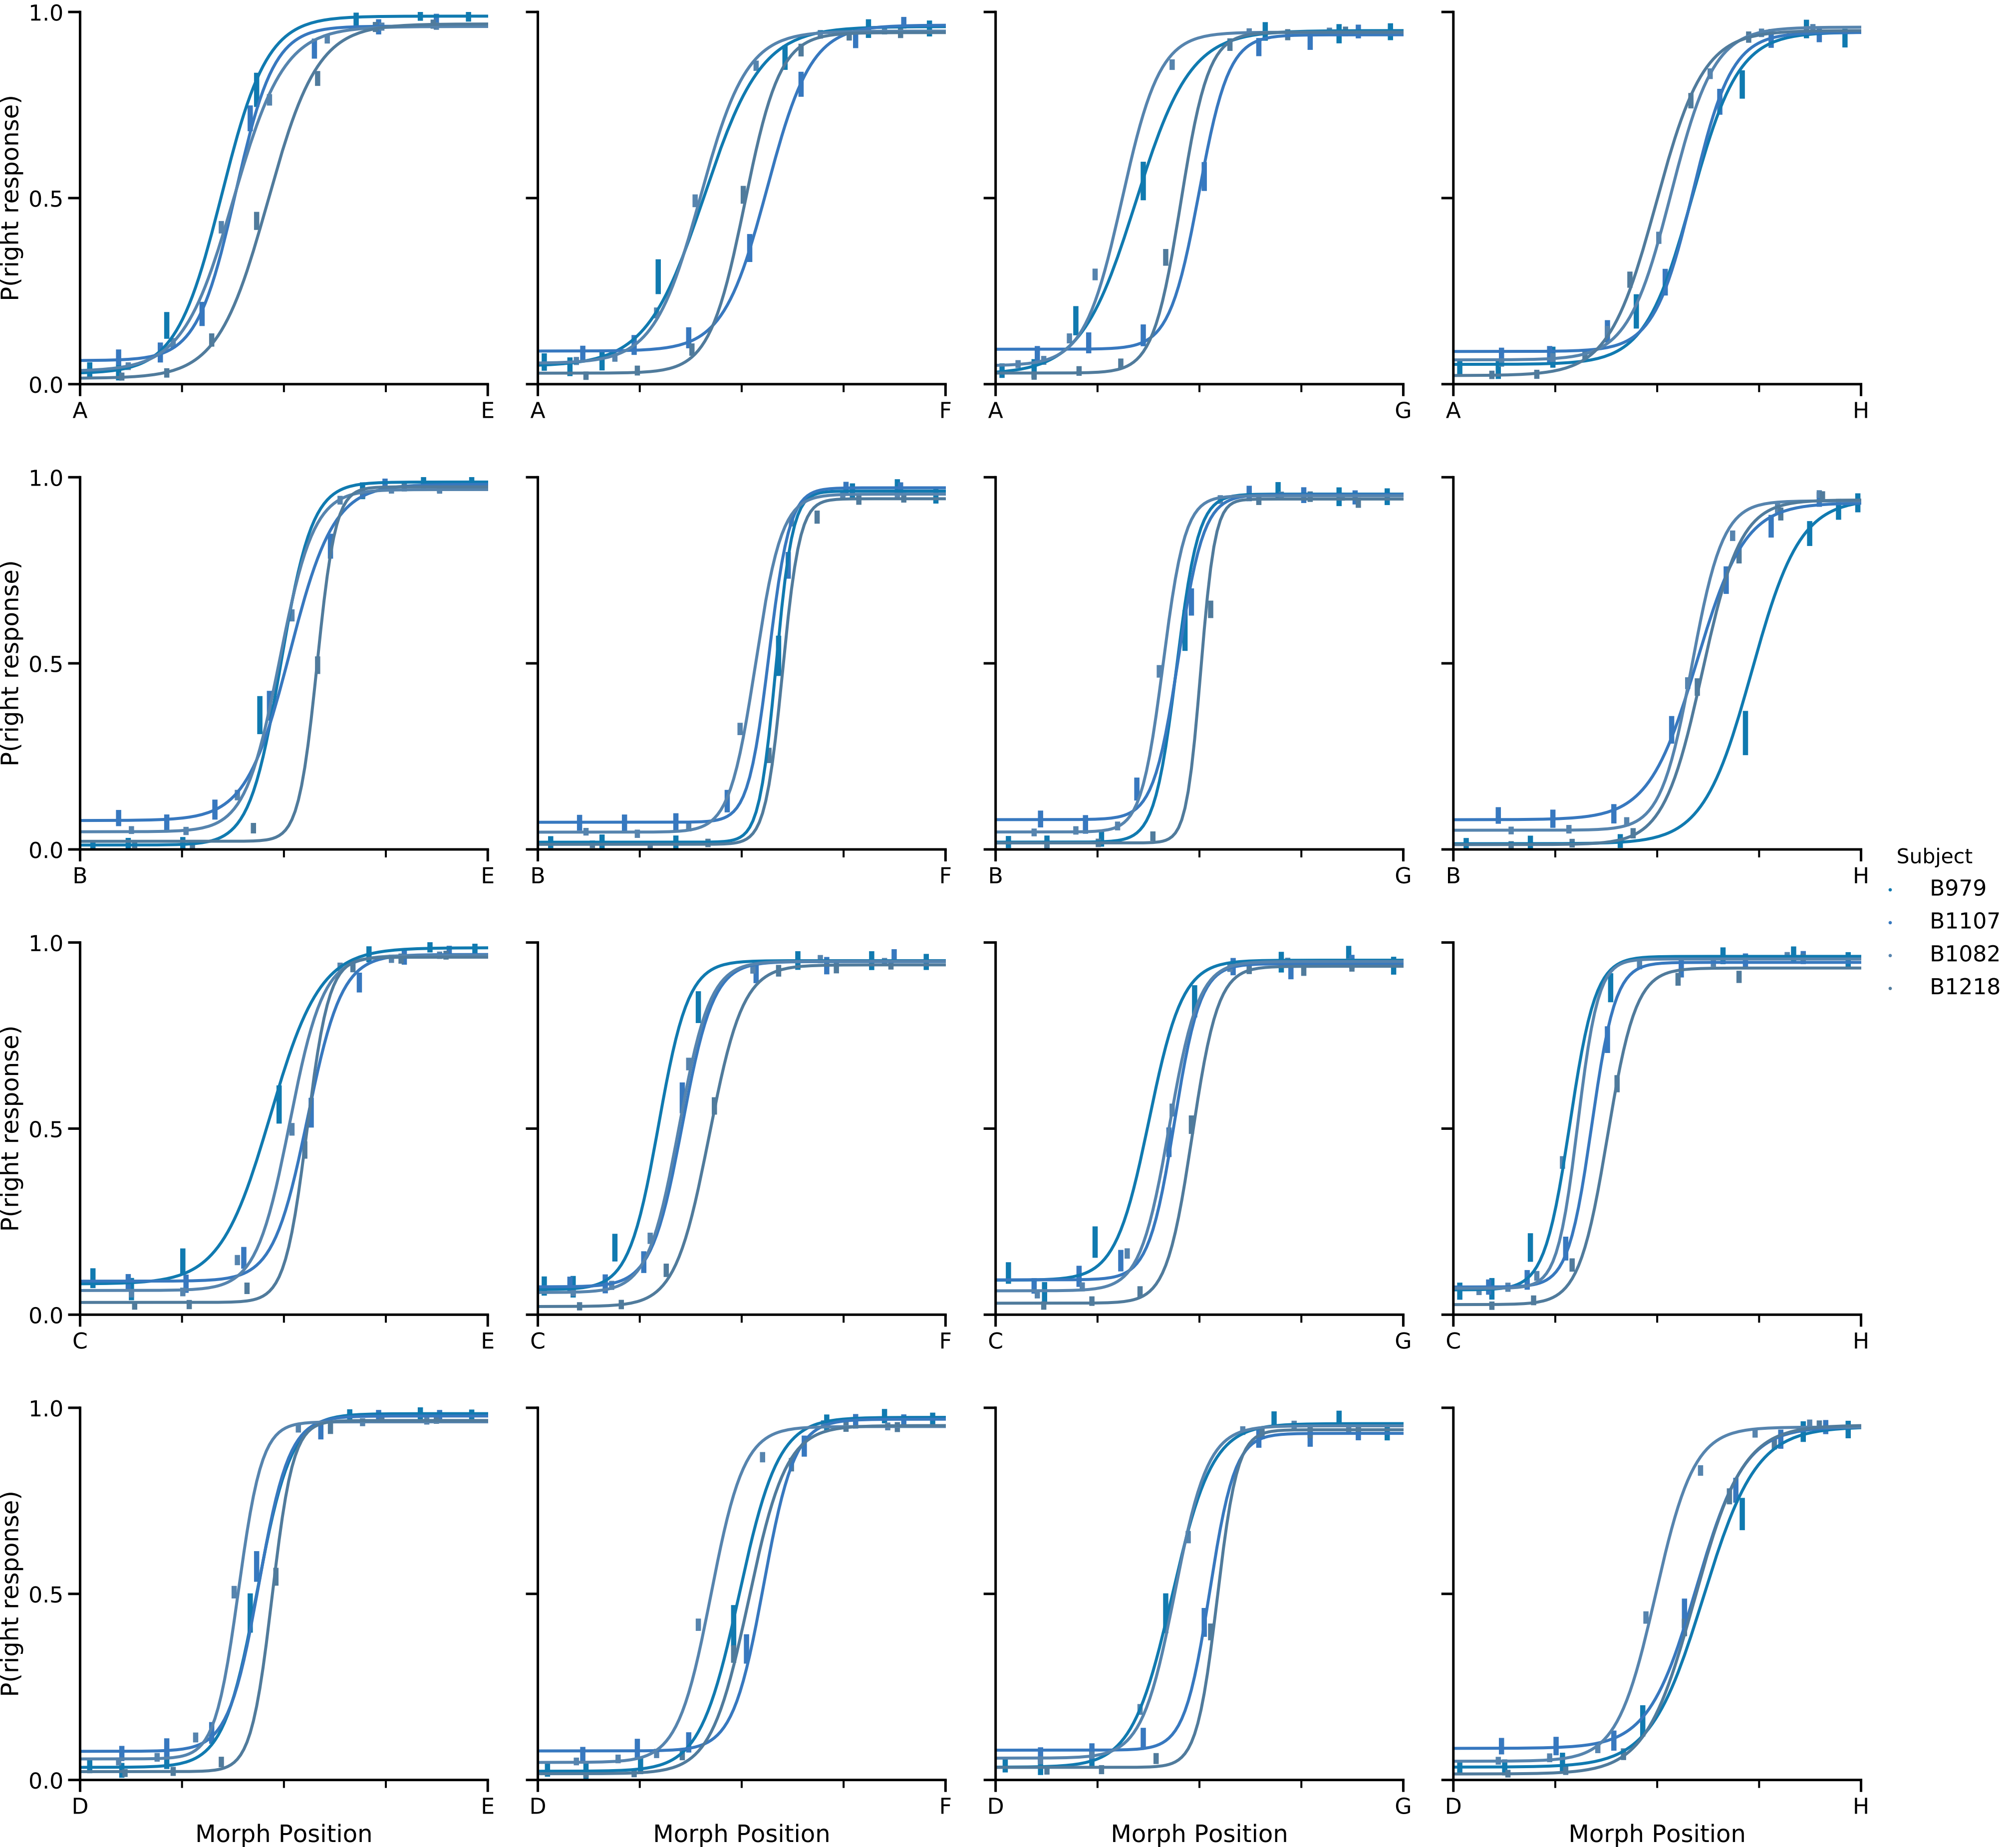 P(right response)
1.0
0.5
0.0
A
E
A
F
A
G
A
H
P(right response)
1.0
0.5
0.0
B
E
B
F
B
G
B
H
Subject
B979
B1107
B1082
B1218
P(right response)
1.0
0.5
0.0
C
E
C
F
C
G
C
H
P(right response)
1.0
0.5
0.0
D
E
D
F
D
G
D
H
Morph Position
Morph Position
Morph Position
Morph Position